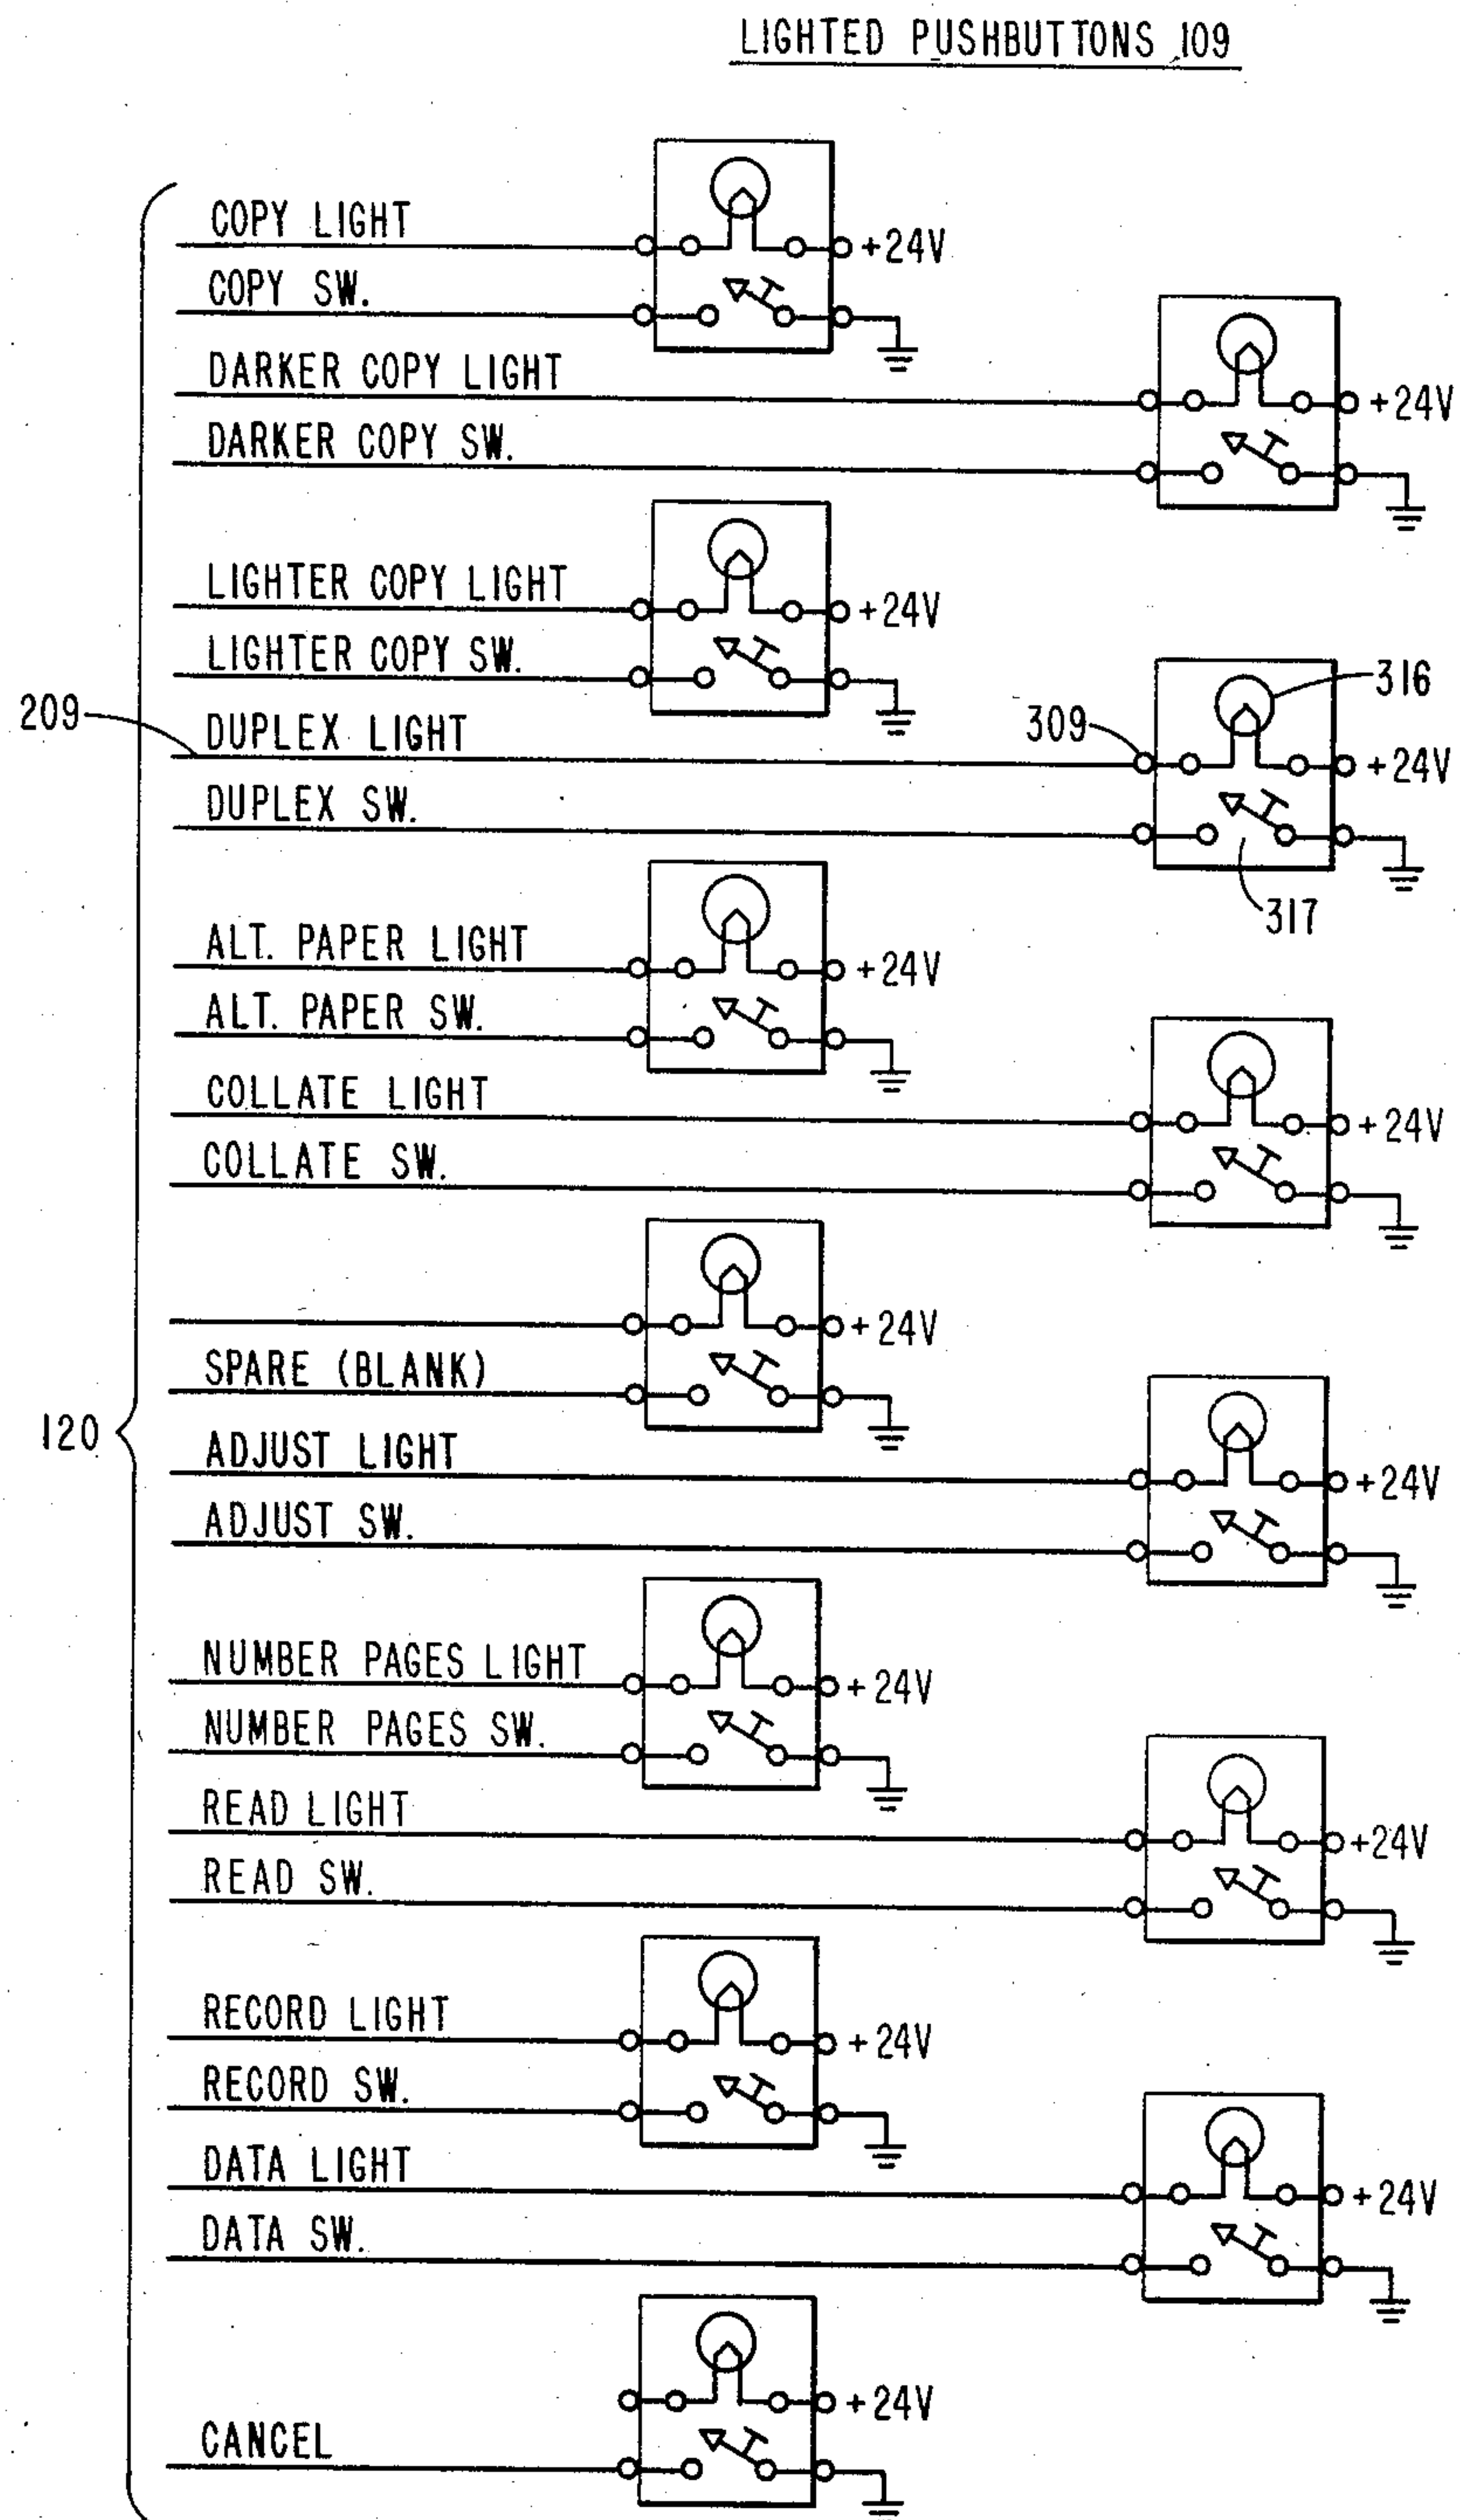 LIGHTED PUSHBUTTONS 109
COPY LIGHT
+24V
COPY SW.
DARKER COPY LIGHT
+24V
DARKER COPY SW.
LIGHTER COPY LIGHT
+24V
LIGHTER COPY SW.
316
209
309
DUPLEX LIGHT
+24V
DUPLEX SW.
317
ALT. PAPER LIGHT
+24V
ALT. PAPER SW.
COLLATE LIGHT
+24V
COLLATE SW.
+24V
SPARE (BLANK)
120
ADJUST LIGHT
+24V
ADJUST SW.
NUMBER PAGES LIGHT
+24V
NUMBER PAGES SW.
READ LIGHT
+24V
READ SW.
RECORD LIGHT
+24V
RECORD SW.
DATA LIGHT
+24V
DATA SW.
+24V
CANCEL